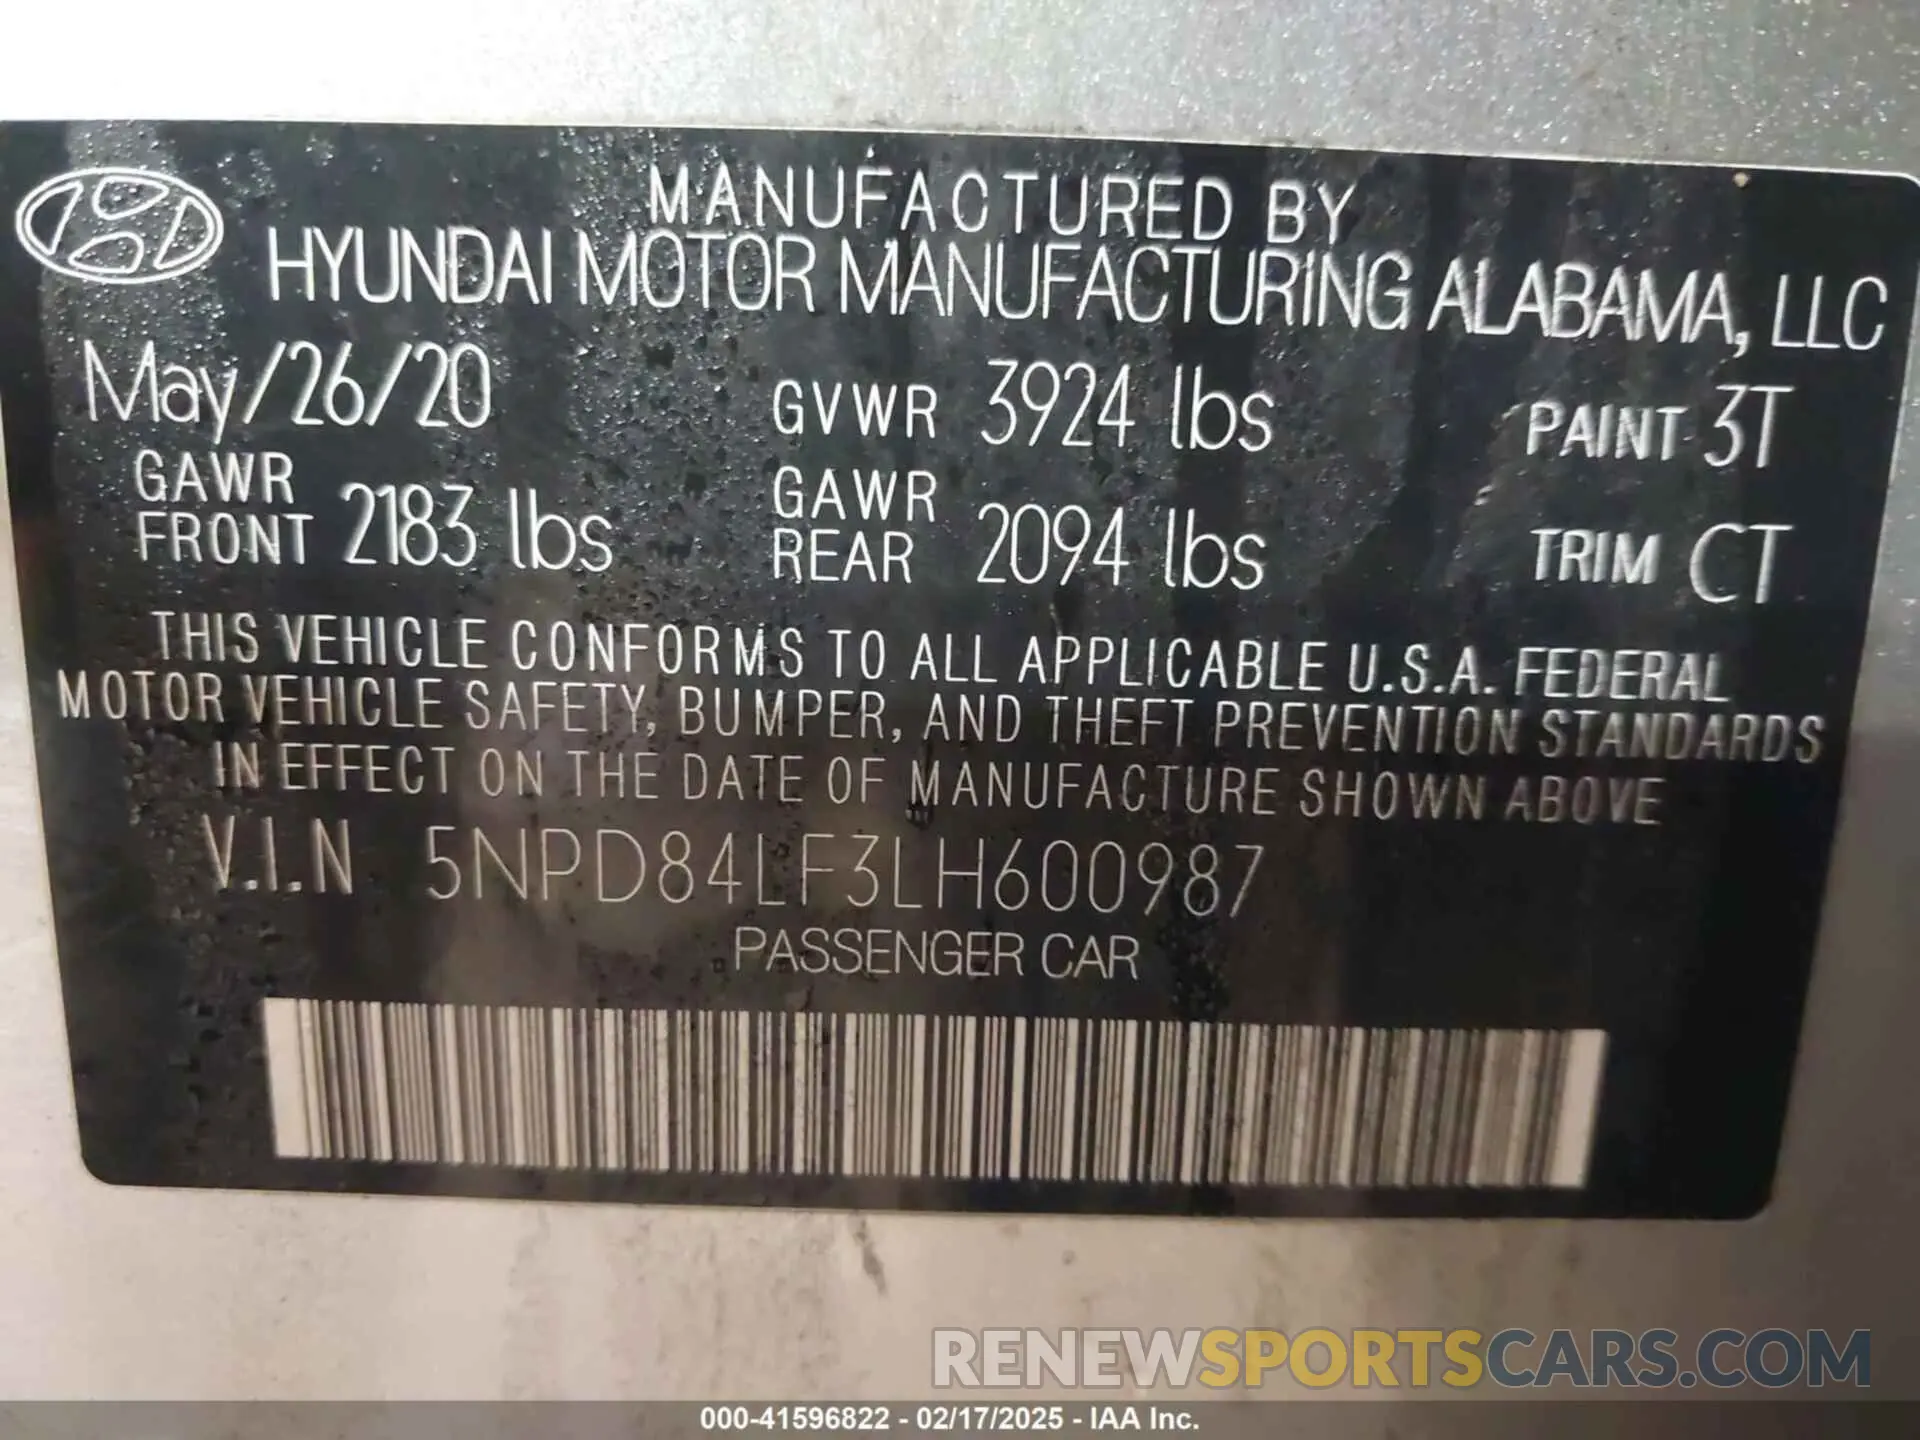 MANUFACTURED BY
HYUNDAI MOTOR MANUFACTURING ALABAMA, LLC
May/26/20 GVWR 3924 lbs PAINT 3T
GAWR FRONT 2183 lbs GAWR REAR 2094 lbs TRIM CT
THIS VEHICLE CONFORMS TO ALL APPLICABLE U.S.A. FEDERAL
MOTOR VEHICLE SAFETY, BUMPER, AND THEFT PREVENTION STANDARDS
IN EFFECT ON THE DATE OF MANUFACTURE SHOWN ABOVE
V.I.N 5NPD84LF3LH600987
PASSENGER CAR
RENEWSPORTSCARS.COM
000-41596822 - 02/17/2025 - IAA Inc.